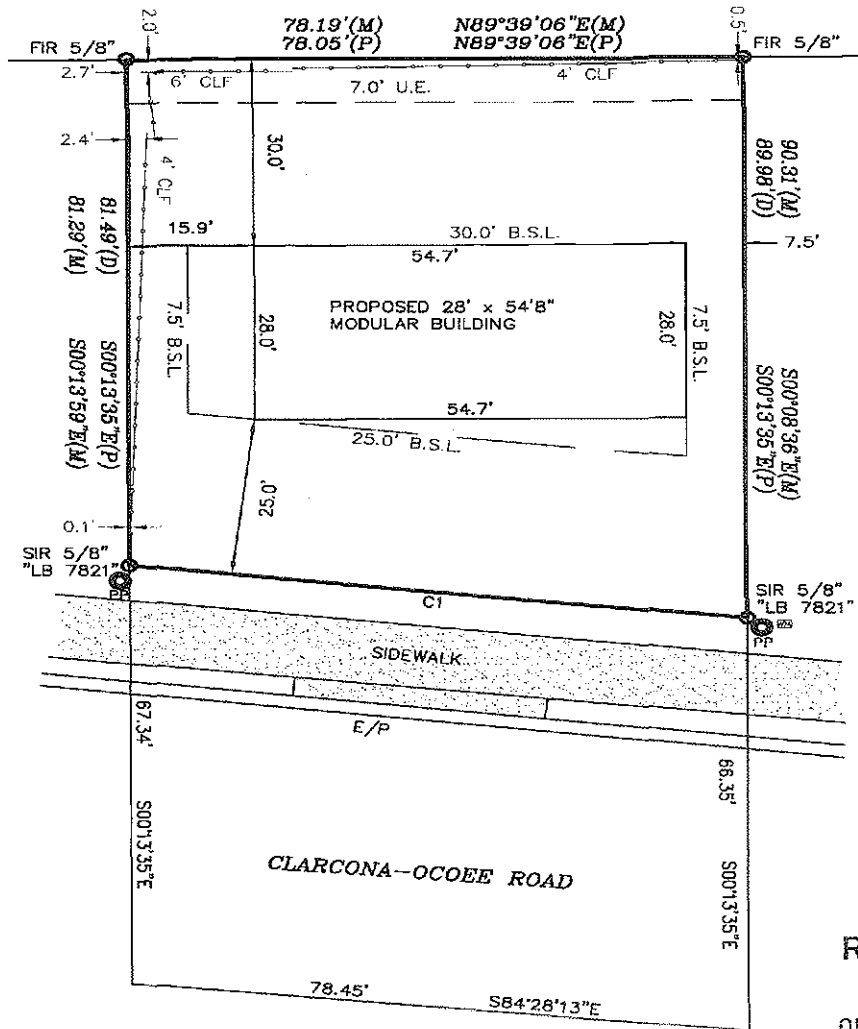 2.0'
78.19'(M) N89°39'06"E(M)
78.05'(P) N89°39'06"E(P)
0.5'
FIR 5/8"
FIR 5/8"
2.7'
6' CLF
4' CLF
7.0' U.E.
2.4'
4' CLF
30.0'
90.31'(M)
89.98'(D)
81.49'(D)
81.29'(M)
15.9'
30.0' B.S.L.
54.7'
7.5'
PROPOSED 28' x 54'8"
MODULAR BUILDING
7.5' B.S.L.
28.0'
28.0'
7.5' B.S.L.
S00°13'35"E(P)
S00°13'59"E(M)
S00°08'36"E(M)
S00°13'35"E(P)
54.7'
25.0' B.S.L.
25.0'
0.1'
SIR 5/8"
"LB 7821"
PP
C1
SIR 5/8"
"LB 7821"
PP
SIDEWALK
E/P
67.34'
66.35'
S00°13'35"E
S00°13'35"E
CLARCONA-OCOEE ROAD
R
78.45'
S84°28'13"E